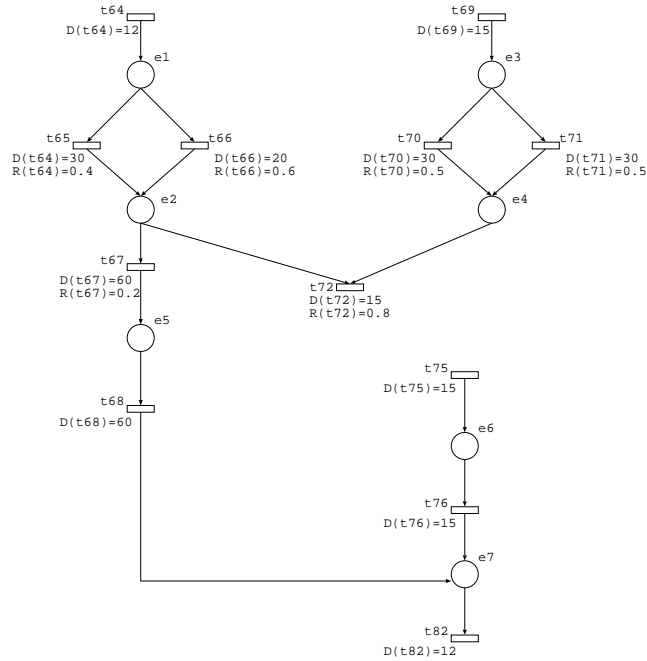 t64
D(t64)=12
t69
D(t69)=15
e1
e3
t65
D(t64)=30
R(t64)=0.4
t66
D(t66)=20
R(t66)=0.6
t70
D(t70)=30
R(t70)=0.5
t71
D(t71)=30
R(t71)=0.5
e2
e4
t67
D(t67)=60
R(t67)=0.2
t72
D(t72)=15
R(t72)=0.8
e5
t75
D(t75)=15
t68
D(t68)=60
e6
t76
D(t76)=15
e7
t82
D(t82)=12